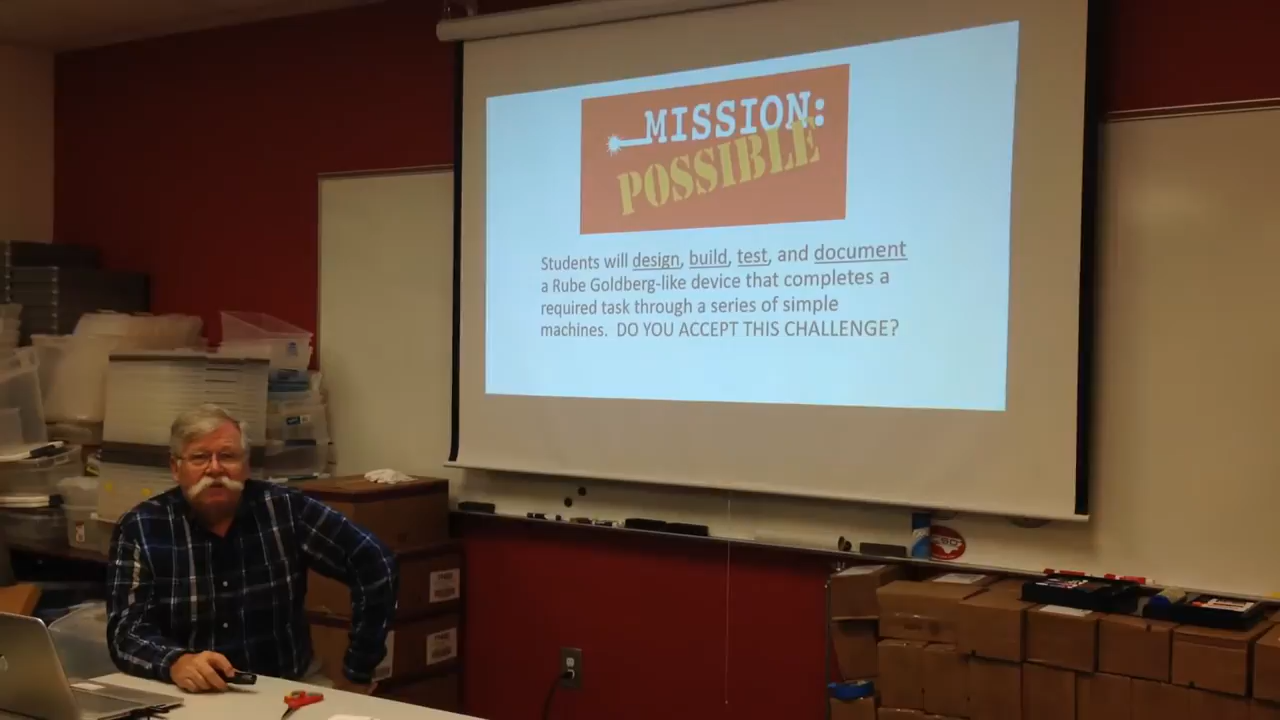 MISSION:
POSSIBLE
Students will design, build, test, and document
a Rube Goldberg-like device that completes a
required task through a series of simple
machines. DO YOU ACCEPT THIS CHALLENGE?